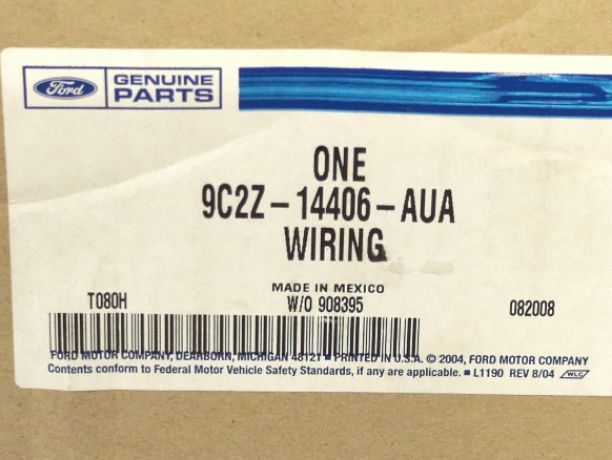 Ford GENUINE
PARTS
ONE
9C2Z-14406-AUA
WIRING
MADE IN MEXICO
T080H W/O 908395 082008
FORD MOTOR COMPANY, DEARBORN, MICHIGAN 48121 ■ PRINTED IN U.S.A. © 2004, FORD MOTOR COMPANY
Contents conform to Federal Motor Vehicle Safety Standards, if any are applicable. ■ L1190 REV 8/04 WLC